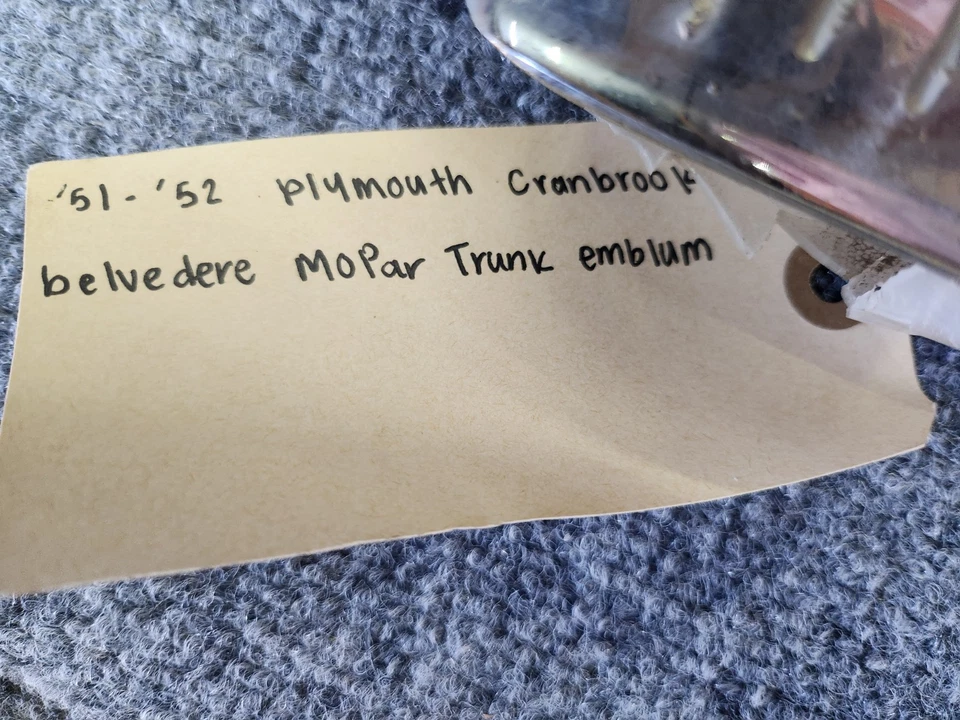 '51-'52 plymouth Cranbrook
belvedere MoPar Trunk emblum